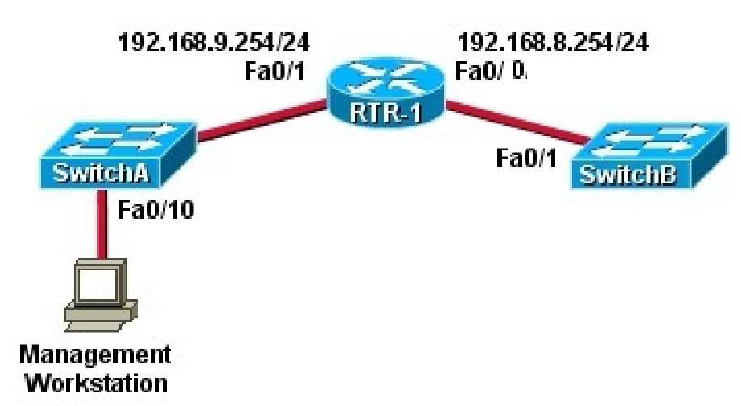 192.168.9.254/24
Fa0/1
192.168.8.254/24
Fa0/ 0.
RTR-1
SwitchA
Fa0/1
SwitchB
Fa0/10
Management
Workstation